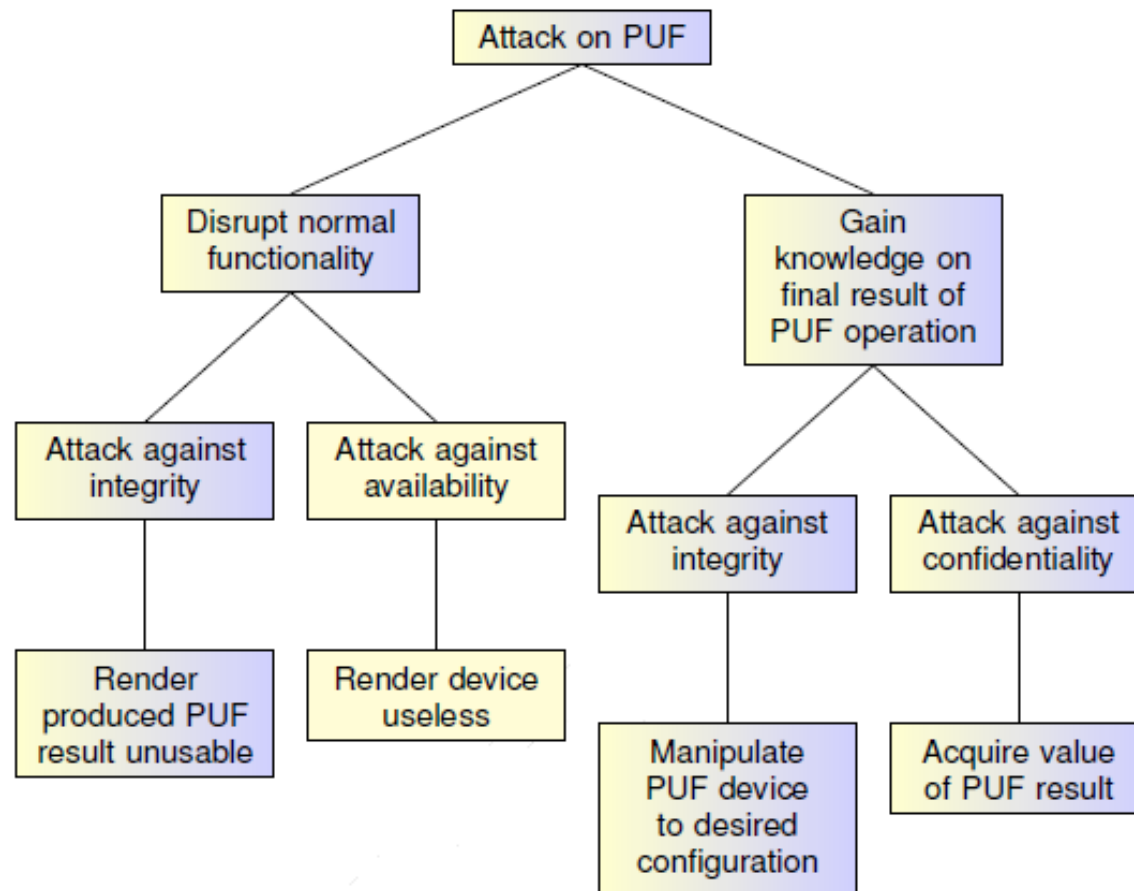 Attack on PUF
Disrupt normal
functionality
Gain
knowledge on
final result of
PUF operation
Attack against
integrity
Attack against
availability
Attack against
integrity
Attack against
confidentiality
Render
produced PUF
result unusable
Render device
useless
Manipulate
PUF device
to desired
configuration
Acquire value
of PUF result